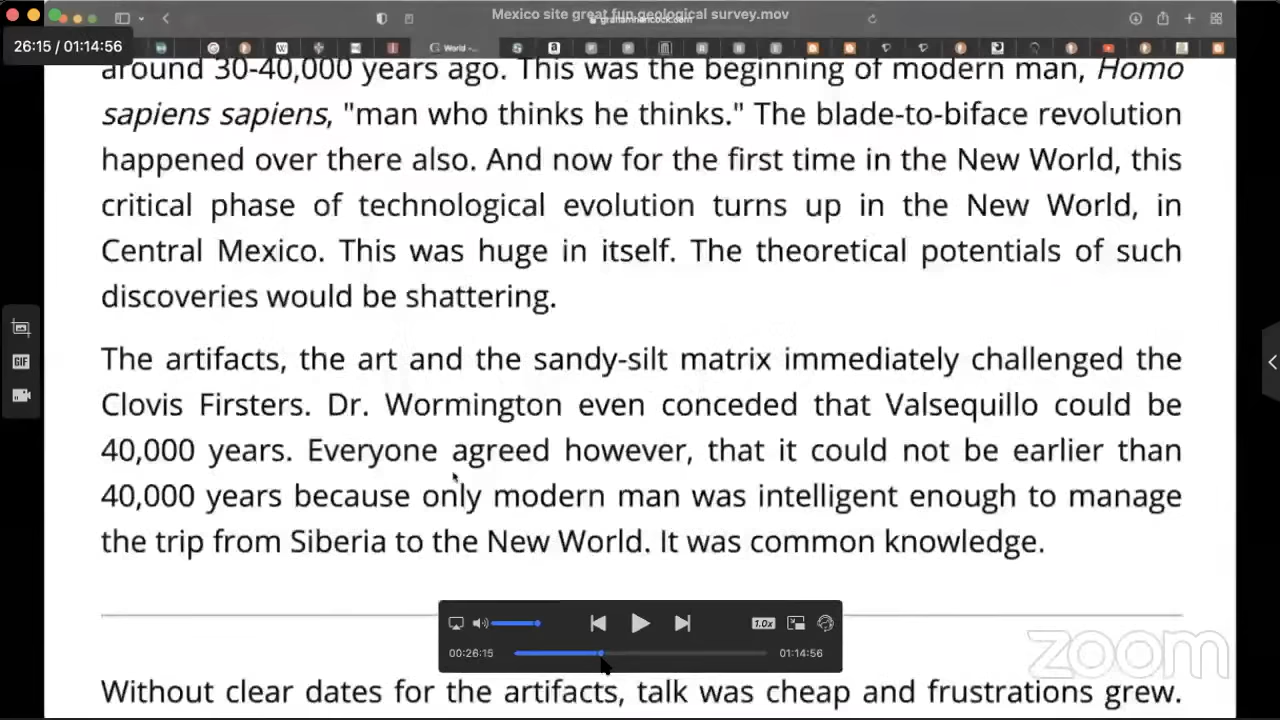 Mexico site great fun geological survey.mov
26:15 / 01:14:56
World -...
around 30-40,000 years ago. This was the beginning of modern man, Homo
sapiens sapiens, "man who thinks he thinks." The blade-to-biface revolution
happened over there also. And now for the first time in the New World, this
critical phase of technological evolution turns up in the New World, in
Central Mexico. This was huge in itself. The theoretical potentials of such
discoveries would be shattering.
The artifacts, the art and the sandy-silt matrix immediately challenged the
Clovis Firsters. Dr. Wormington even conceded that Valsequillo could be
40,000 years. Everyone agreed however, that it could not be earlier than
40,000 years because only modern man was intelligent enough to manage
the trip from Siberia to the New World. It was common knowledge.
GIF
1.0x
00:26:15
01:14:56
zoom
Without clear dates for the artifacts, talk was cheap and frustrations grew.